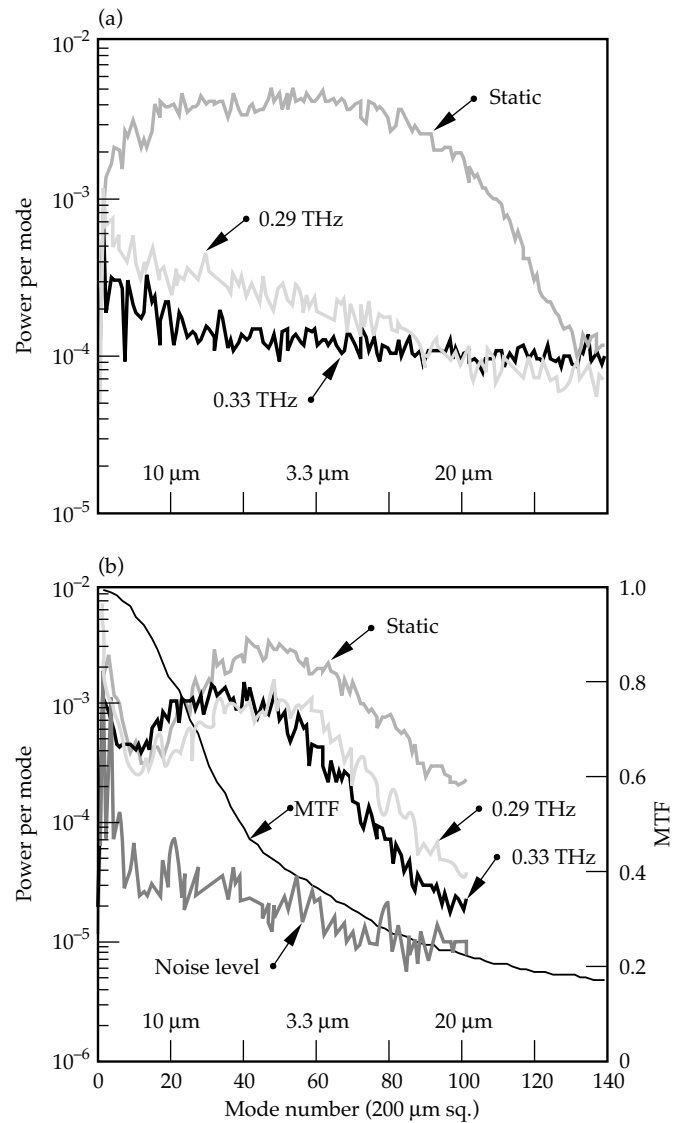 (a)
10⁻²
Static
10⁻³
0.29 THz
Power per mode
10⁻⁴
0.33 THz
10 µm 3.3 µm 20 µm
10⁻⁵
(b)
10⁻² 1.0
Static
0.8
10⁻³
Power per mode
0.6
MTF
0.29 THz
MTF
10⁻⁴
0.33 THz
0.4
10⁻⁵
Noise level
0.2
10 µm 3.3 µm 20 µm
10⁻⁶ 0
0 20 40 60 80 100 120 140
Mode number (200 µm sq.)